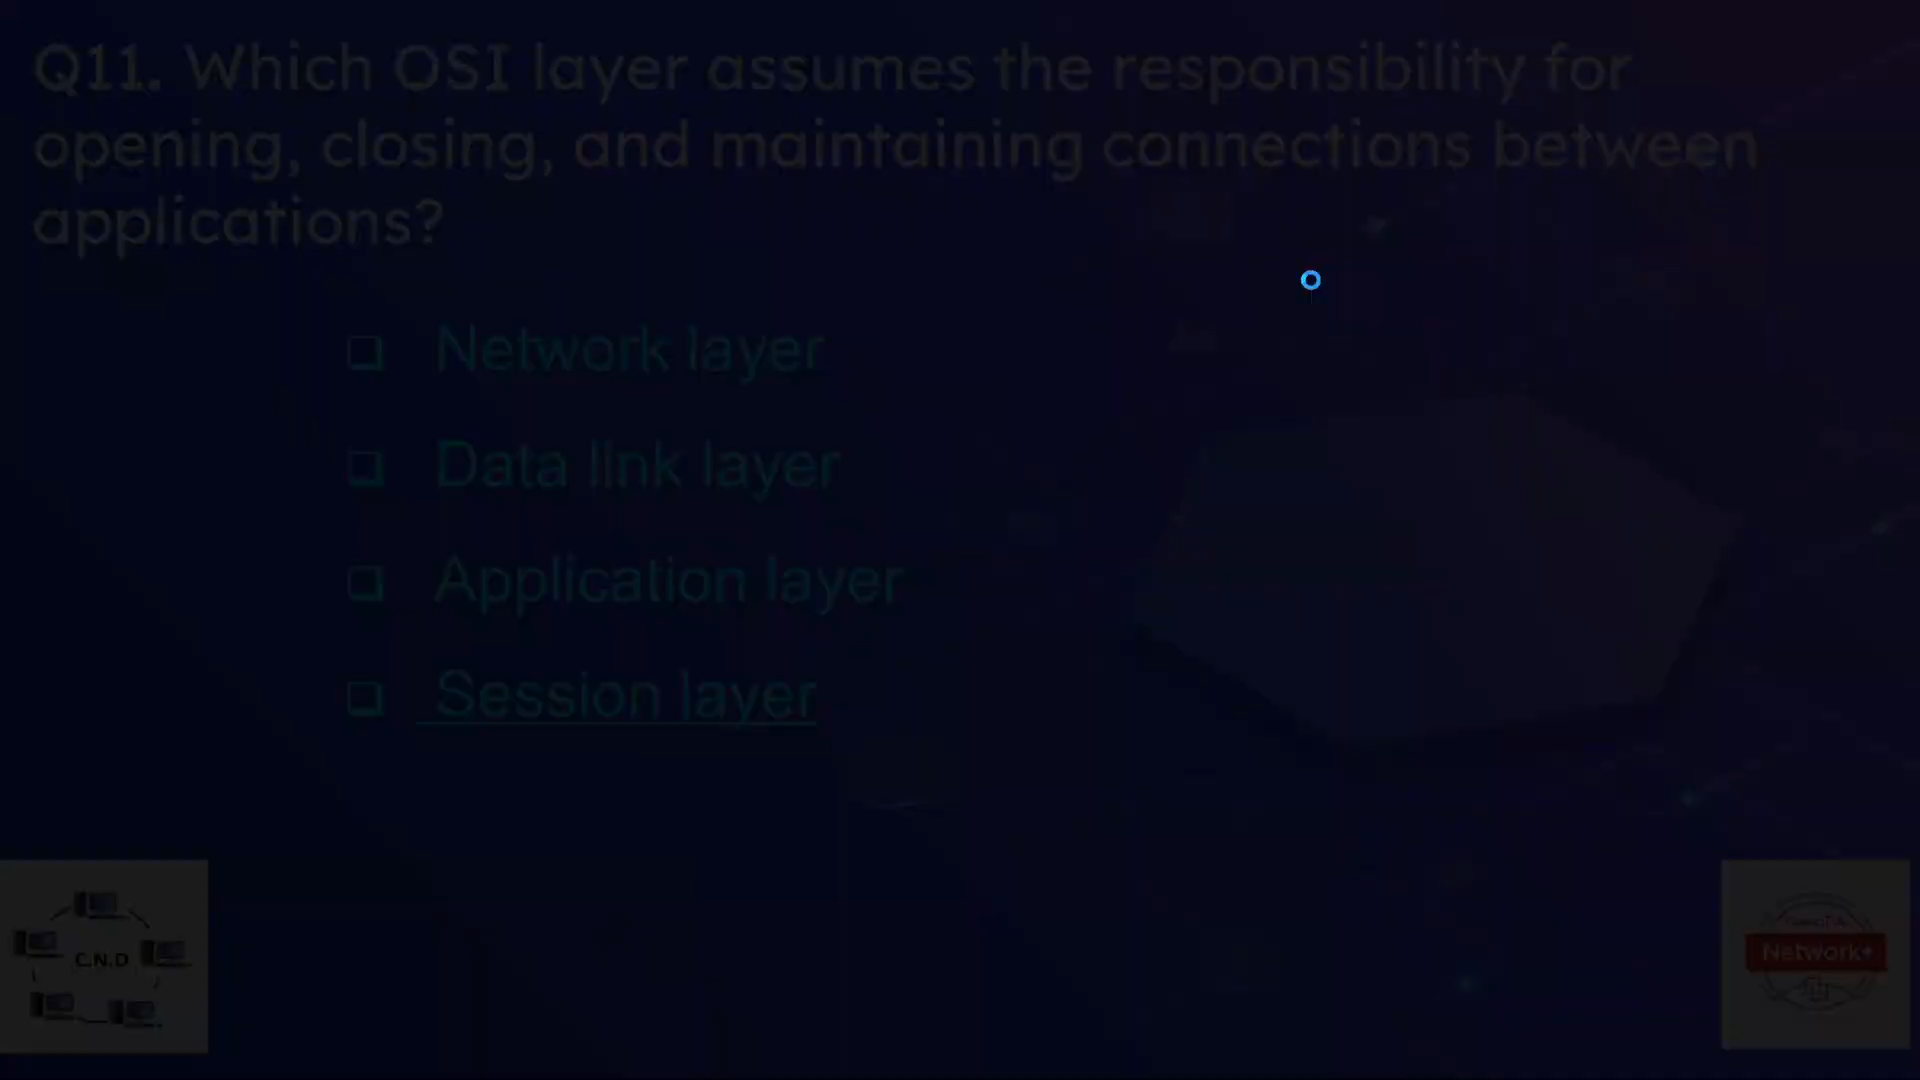 Q11. Which OSI layer assumes the responsibility for
opening, closing, and maintaining connections between
applications?
❑ Network layer
❑ Data link layer
❑ Application layer
❑ Session layer
C.N.D
CompTIA
Network+